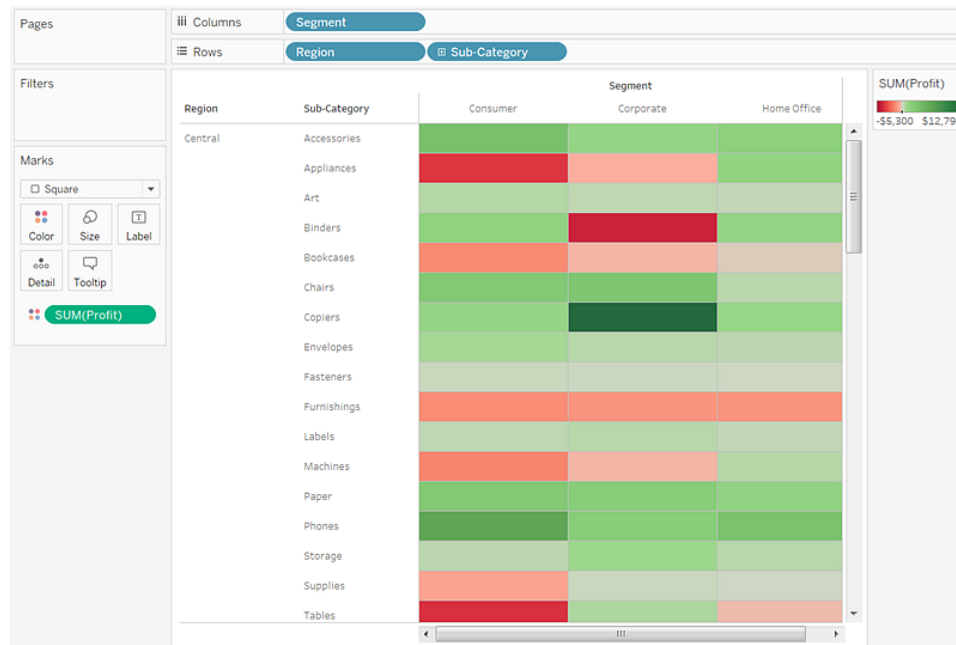 Pages
Columns
Segment
Rows
Region
Sub-Category
Filters
Marks
Square
Color
Size
Label
Detail
Tooltip
SUM(Profit)
Segment
Region
Sub-Category
Consumer
Corporate
Home Office
Central
Accessories
Appliances
Art
Binders
Bookcases
Chairs
Copiers
Envelopes
Fasteners
Furnishings
Labels
Machines
Paper
Phones
Storage
Supplies
Tables
SUM(Profit)
-$5,300 $12,79